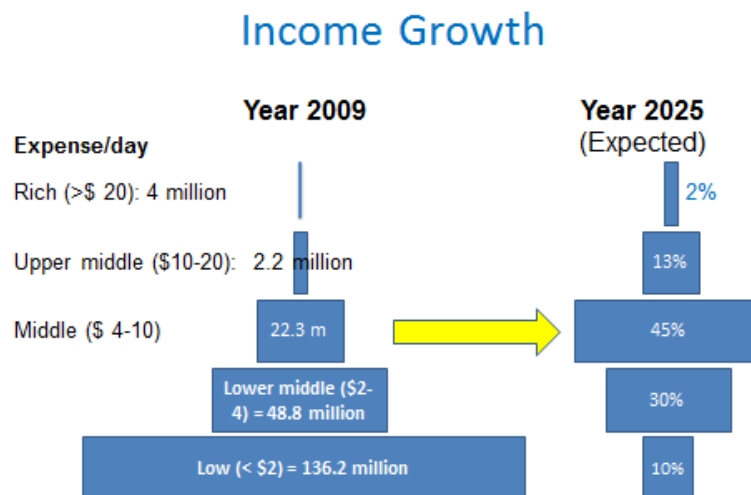 Income Growth
Year 2009
Year 2025
(Expected)
Expense/day
Rich (>$ 20): 4 million
2%
Upper middle ($10-20): 2.2 million
13%
Middle ($ 4-10)
22.3 m
45%
Lower middle ($2-
4) = 48.8 million
30%
Low (< $2) = 136.2 million
10%